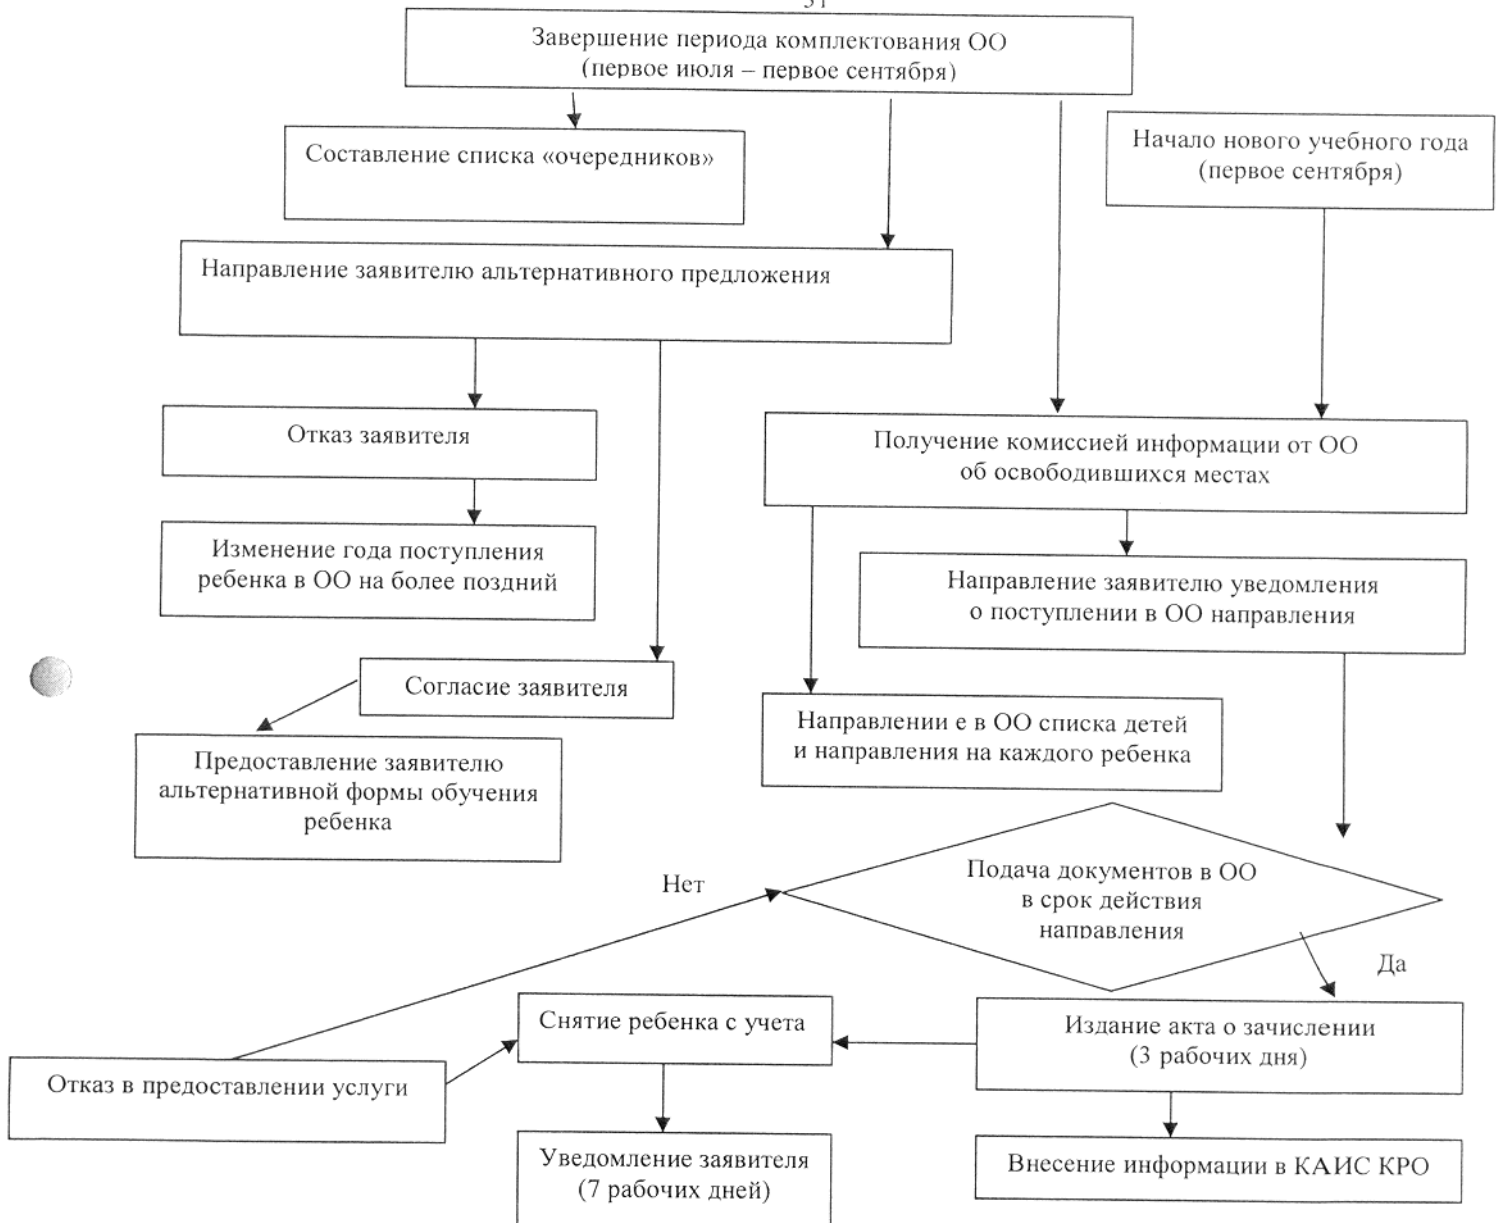 Завершение периода комплектования ОО
(первое июля – первое сентября)
Составление списка «очередников»
Начало нового учебного года
(первое сентября)
Направление заявителю альтернативного предложения
Отказ заявителя
Получение комиссией информации от ОО
об освободившихся местах
Изменение года поступления
ребенка в ОО на более поздний
Направление заявителю уведомления
о поступлении в ОО направления
Согласие заявителя
Направлении е в ОО списка детей
и направления на каждого ребенка
Предоставление заявителю
альтернативной формы обучения
ребенка
Нет
Подача документов в ОО
в срок действия
направления
Да
Снятие ребенка с учета
Издание акта о зачислении
(3 рабочих дня)
Отказ в предоставлении услуги
Уведомление заявителя
(7 рабочих дней)
Внесение информации в КАИС КРО